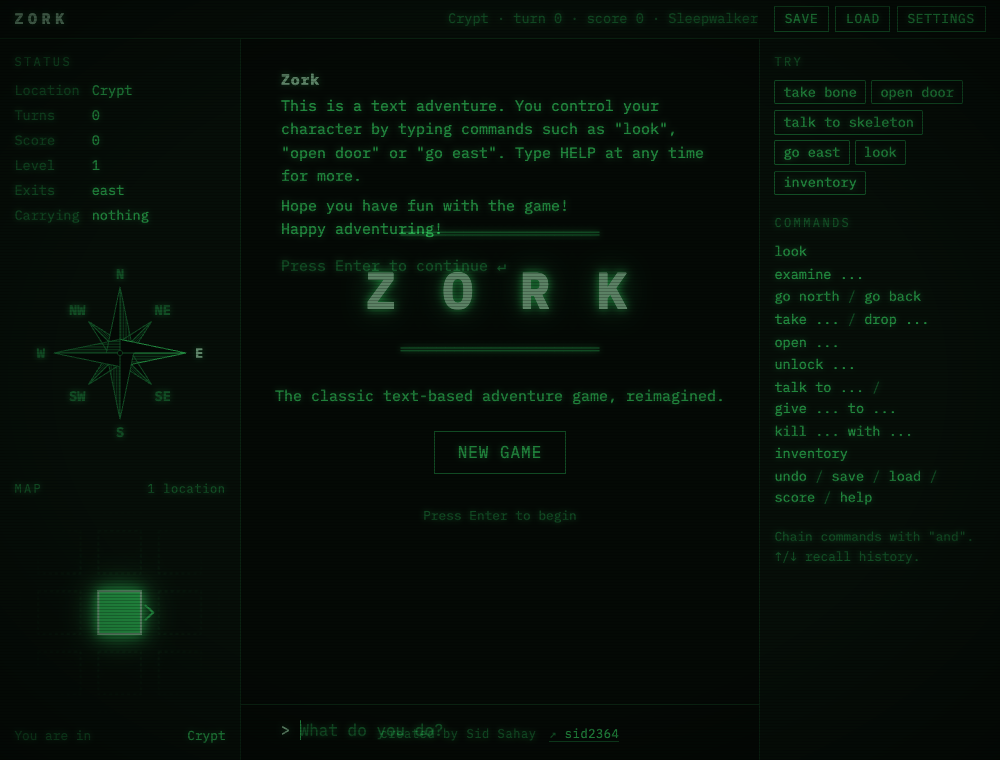 ZORK
Crypt · turn 0 · score 0 · Sleepwalker
SAVE
LOAD
SETTINGS
STATUS
Location Crypt
Turns 0
Score 0
Level 1
Exits east
Carrying nothing
N
NW NE
W E
SW SE
S
MAP 1 location
You are in Crypt
Zork
This is a text adventure. You control your
character by typing commands such as "look",
"open door" or "go east". Type HELP at any time
for more.
Hope you have fun with the game!
Happy adventuring!
Press Enter to continue ↵
ZORK
The classic text-based adventure game, reimagined.
NEW GAME
Press Enter to begin
> What do you do?
Created by Sid Sahay ↗ sid2364
TRY
take bone
open door
talk to skeleton
go east
look
inventory
COMMANDS
look
examine ...
go north / go back
take ... / drop ...
open ...
unlock ...
talk to ... /
give ... to ...
kill ... with ...
inventory
undo / save / load /
score / help
Chain commands with "and".
↑/↓ recall history.